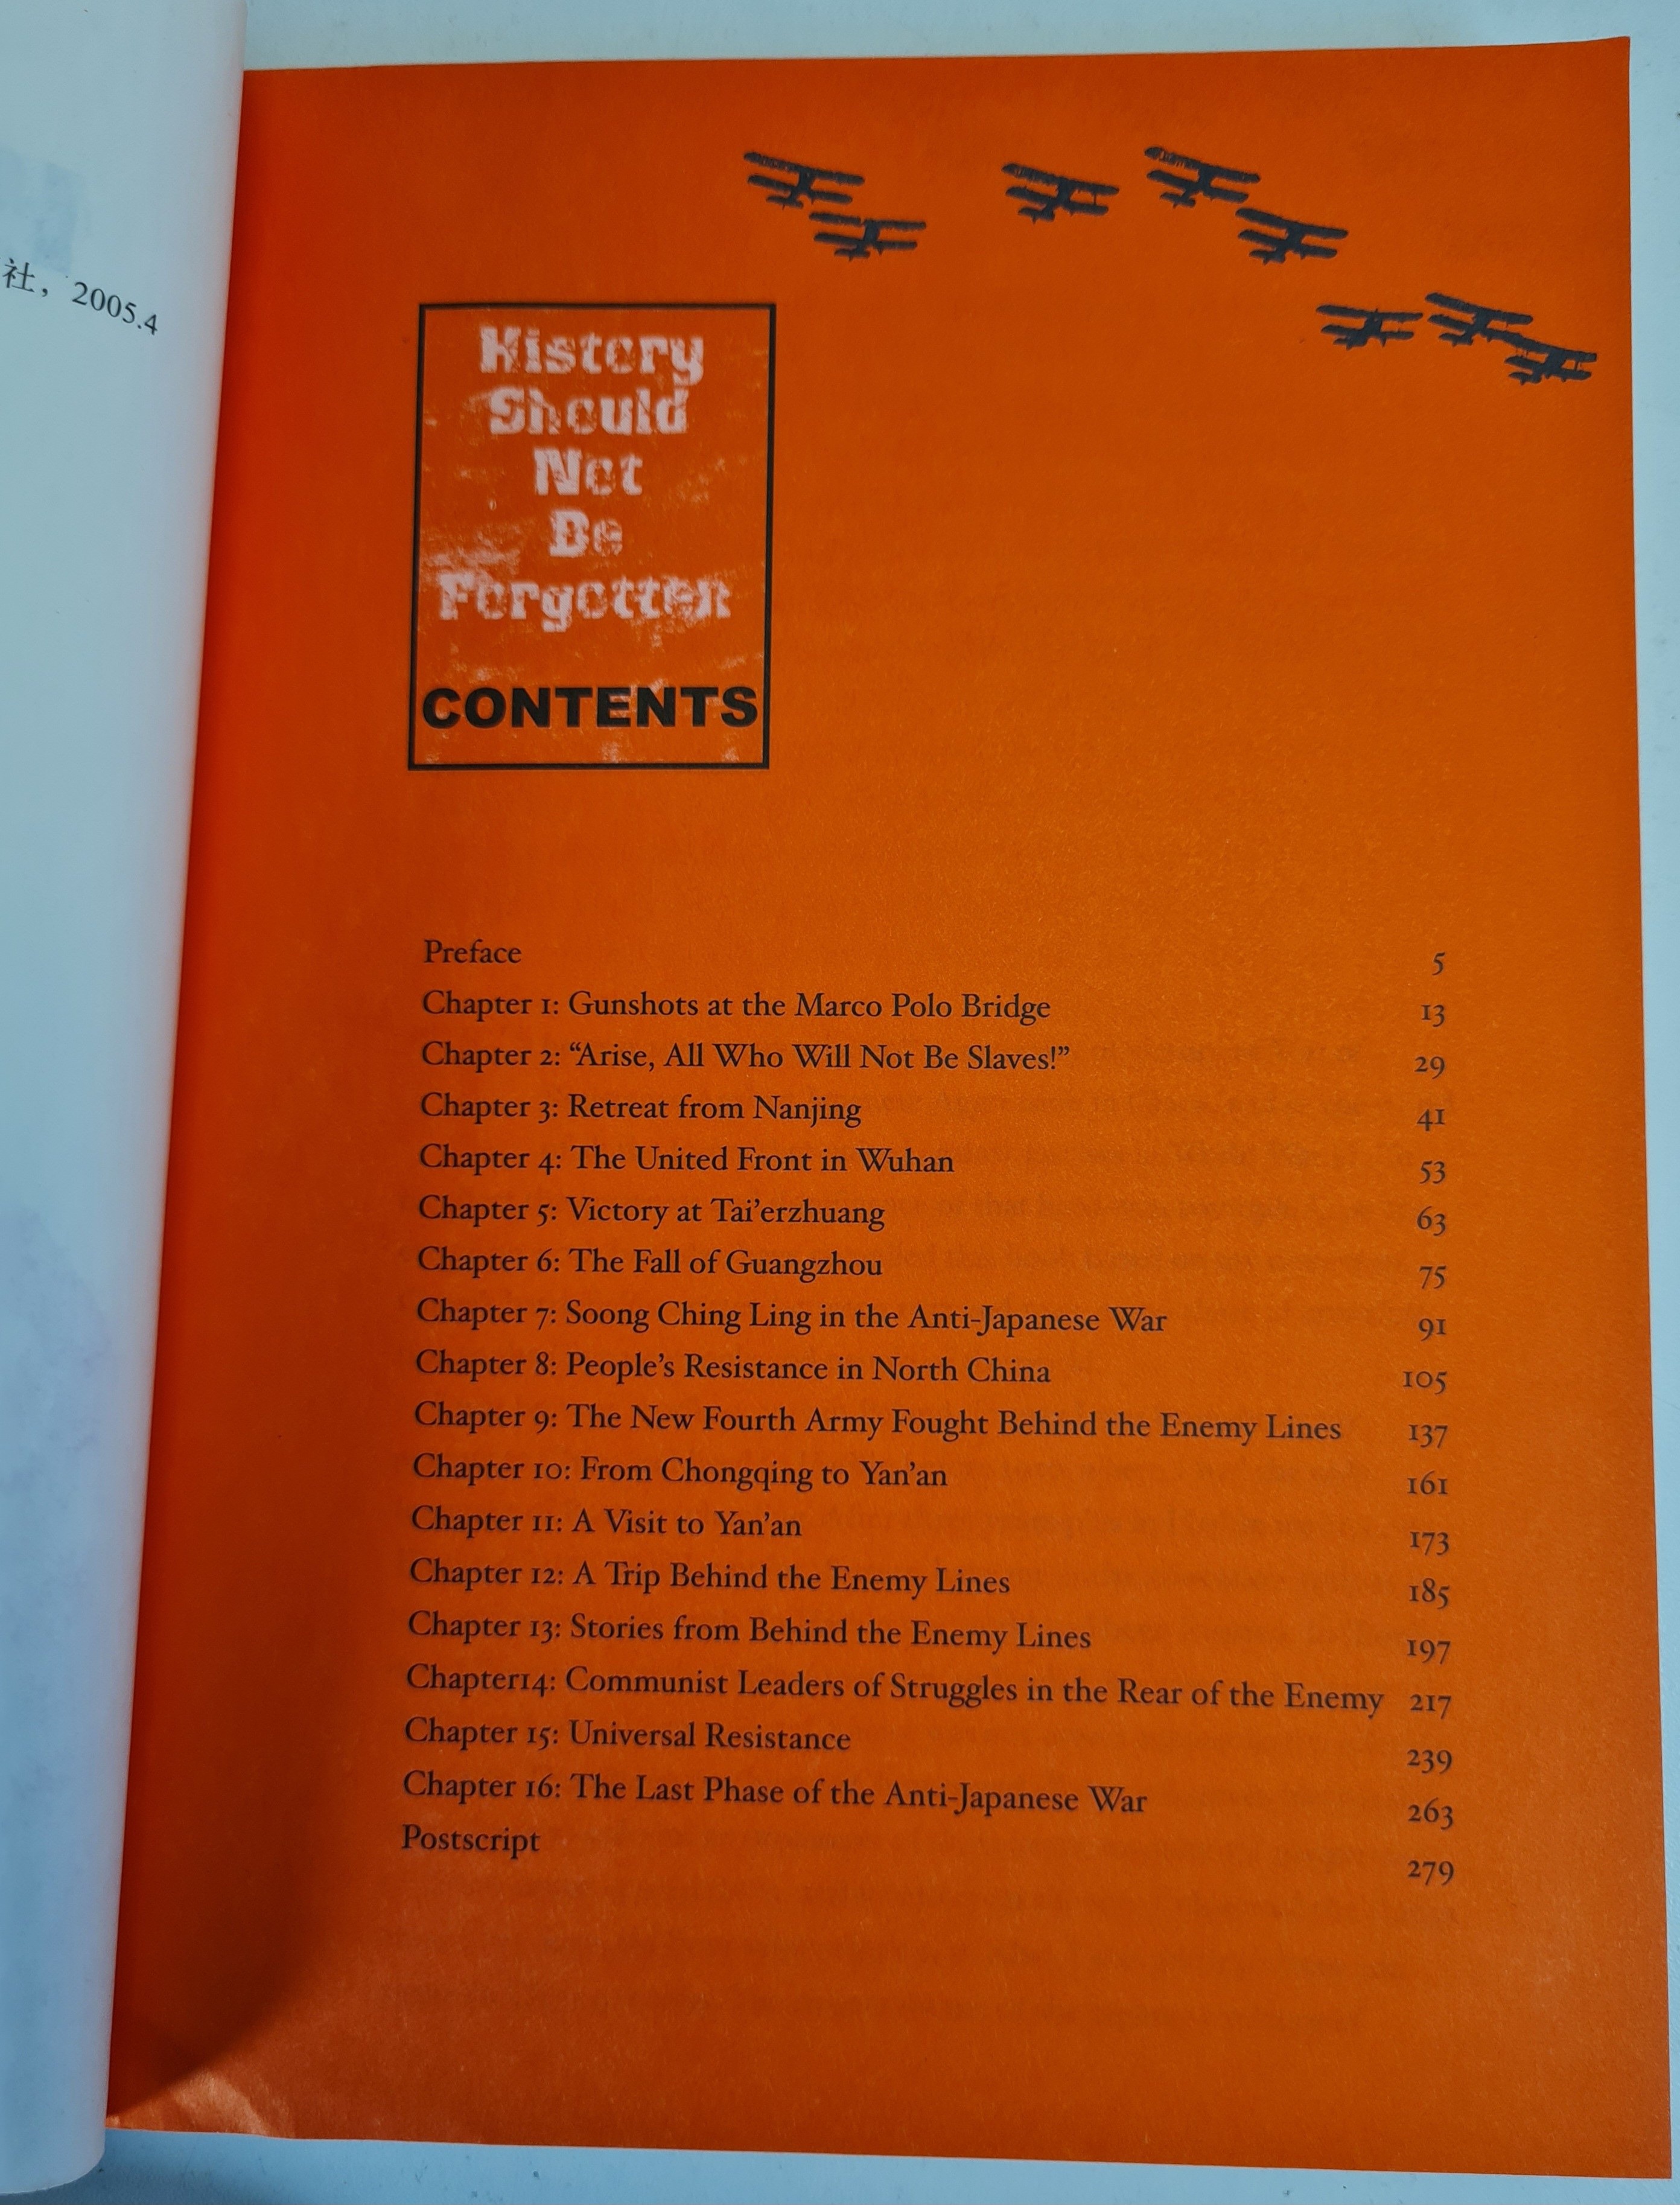 社，2005.4
History
Should
Not
Be
Forgotten
CONTENTS
Preface 5
Chapter 1: Gunshots at the Marco Polo Bridge 13
Chapter 2: “Arise, All Who Will Not Be Slaves!” 29
Chapter 3: Retreat from Nanjing 41
Chapter 4: The United Front in Wuhan 53
Chapter 5: Victory at Tai’erzhuang 63
Chapter 6: The Fall of Guangzhou 75
Chapter 7: Soong Ching Ling in the Anti-Japanese War 91
Chapter 8: People’s Resistance in North China 105
Chapter 9: The New Fourth Army Fought Behind the Enemy Lines 137
Chapter 10: From Chongqing to Yan’an 161
Chapter 11: A Visit to Yan’an 173
Chapter 12: A Trip Behind the Enemy Lines 185
Chapter 13: Stories from Behind the Enemy Lines 197
Chapter14: Communist Leaders of Struggles in the Rear of the Enemy 217
Chapter 15: Universal Resistance 239
Chapter 16: The Last Phase of the Anti-Japanese War 263
Postscript 279